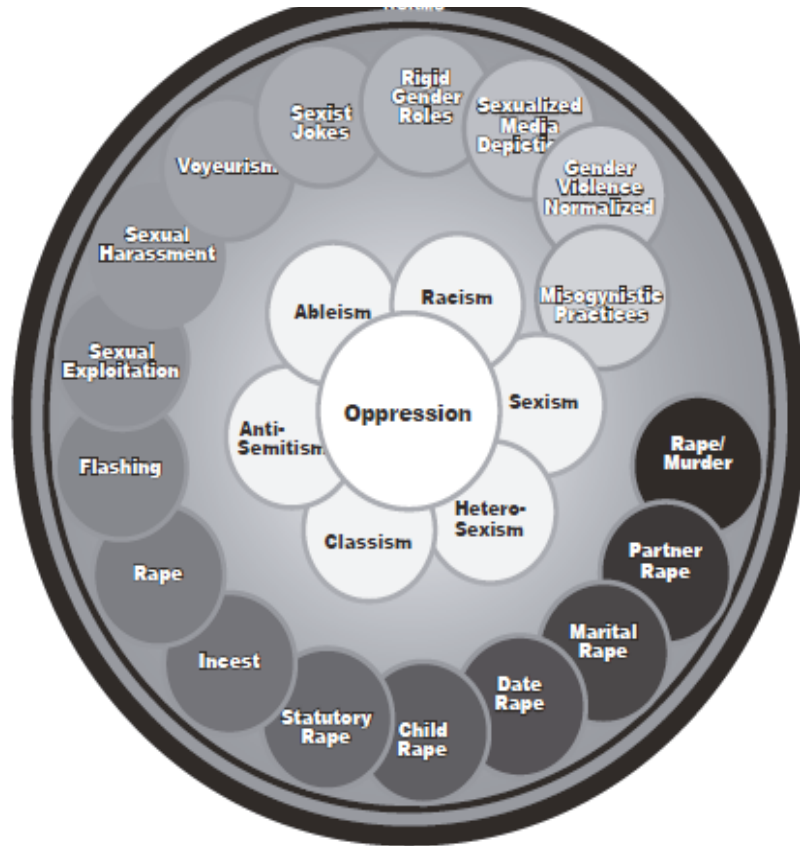 Rigid
Gender
Roles
Sexualized
Media
Gender
Violence
Normalized
Misogynistic
Practices
Sexist
Jokes
Voyeurism
Sexual
Harassment
Sexual
Exploitation
Flashing
Rape
Incest
Statutory
Rape
Child
Rape
Date
Rape
Marital
Rape
Partner
Rape
Rape/
Murder
Ableism
Racism
Sexism
Hetero-
Sexism
Classism
Anti-
Semitism
Oppression